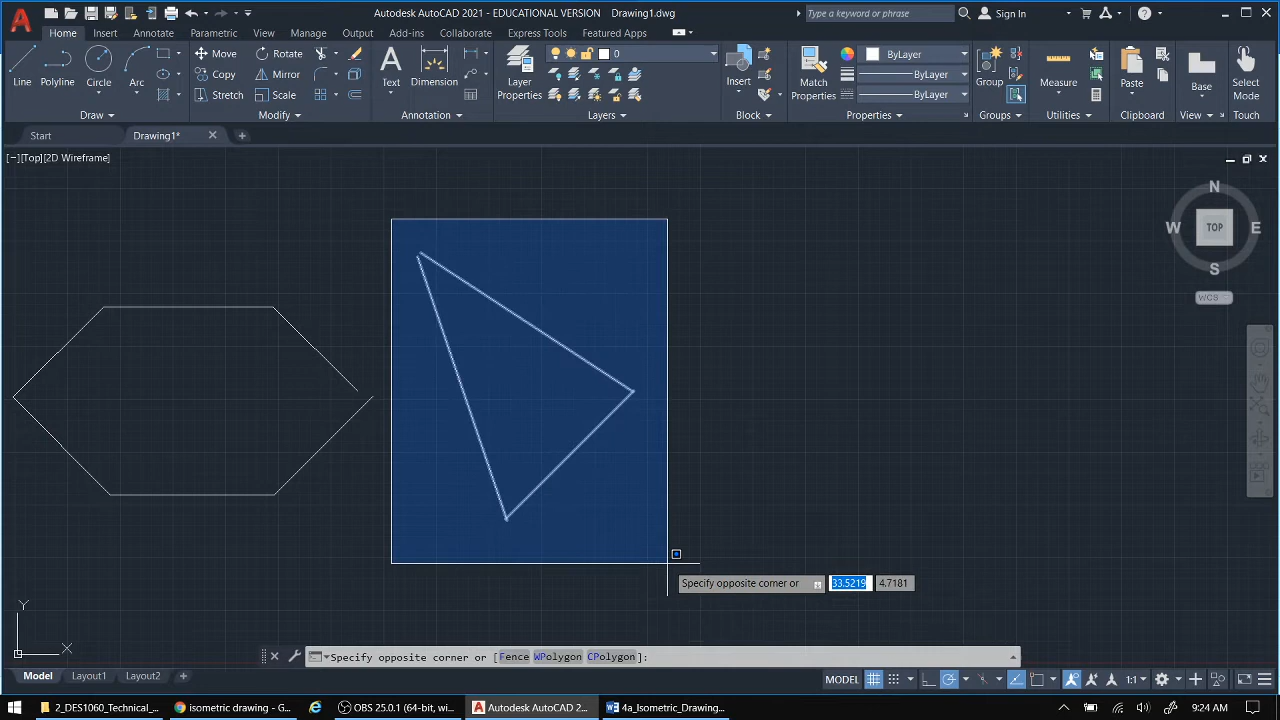 Autodesk AutoCAD 2021 - EDUCATIONAL VERSION Drawing1.dwg
Type a keyword or phrase
Sign In
Home Insert Annotate Parametric View Manage Output Add-ins Collaborate Express Tools Featured Apps
Line Polyline Circle Arc
Move Rotate
Copy Mirror
Stretch Scale
Text Dimension
Layer Properties
0
Insert
Match Properties
ByLayer
ByLayer
ByLayer
Group Measure Paste Base Select Mode
Draw Modify Annotation Layers Block Properties Groups Utilities Clipboard View Touch
Start Drawing1*
[−][Top][2D Wireframe]
N
W TOP E
S
WCS
Specify opposite corner or 33.5219 4.7181
Y
X
Specify opposite corner or [Fence WPolygon CPolygon]:
Model Layout1 Layout2
MODEL 1:1
2_DES1060_Technical_... isometric drawing - G... OBS 25.0.1 (64-bit, w... Autodesk AutoCAD 2... 4a_Isometric_Drawing... 9:24 AM